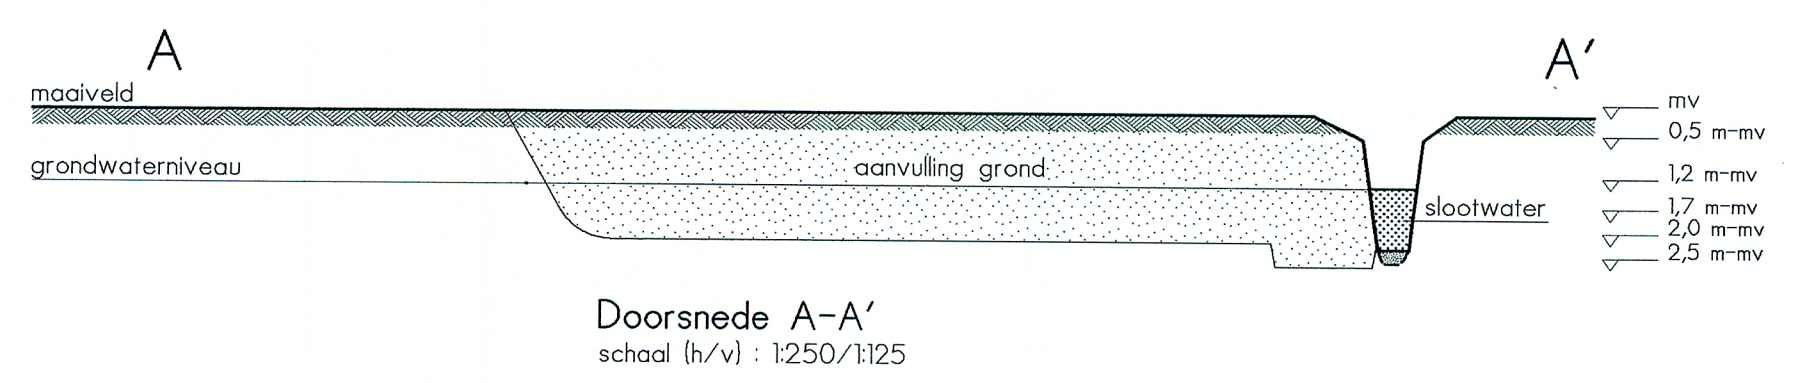 A
A'
maaiveld
mv
0,5 m-mv
grondwaterniveau
aanvulling grond
1,2 m-mv
slootwater
1,7 m-mv
2,0 m-mv
2,5 m-mv
Doorsnede A-A'
schaal (h/v) : 1:250/1:125